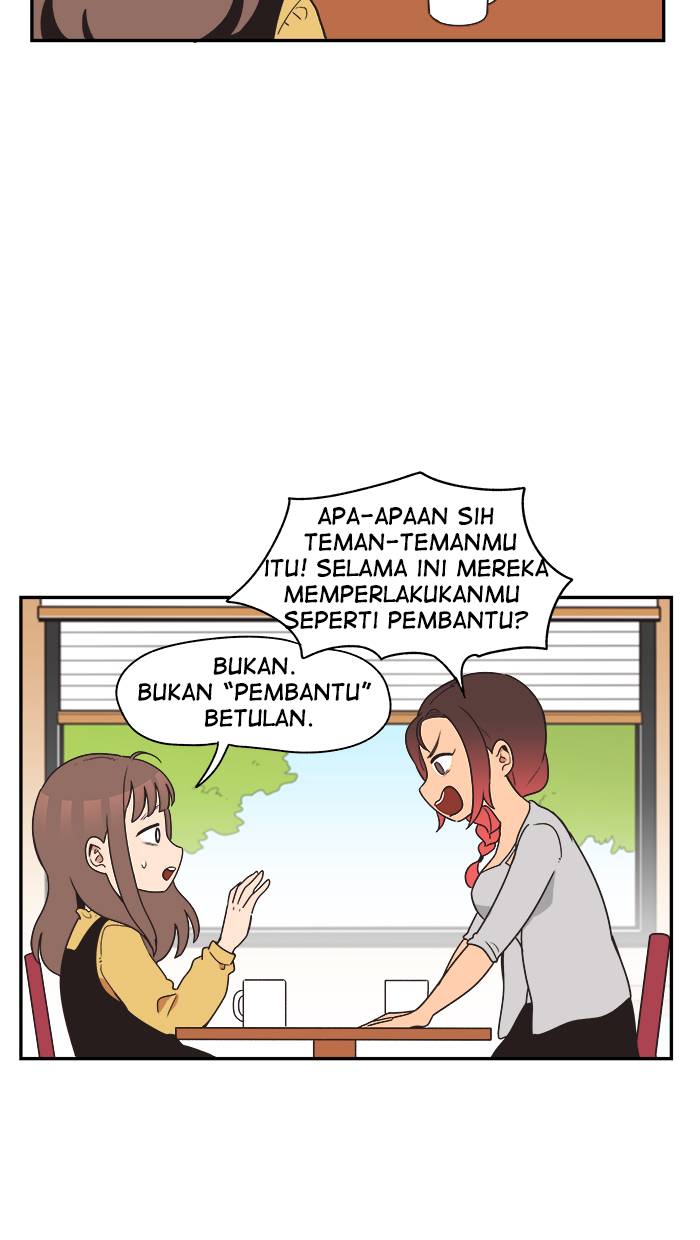 APA-APAAN SIH
TEMAN-TEMANMU
ITU! SELAMA INI MEREKA
MEMPERLAKUKANMU
SEPERTI PEMBANTU?
BUKAN.
BUKAN “PEMBANTU”
BETULAN.